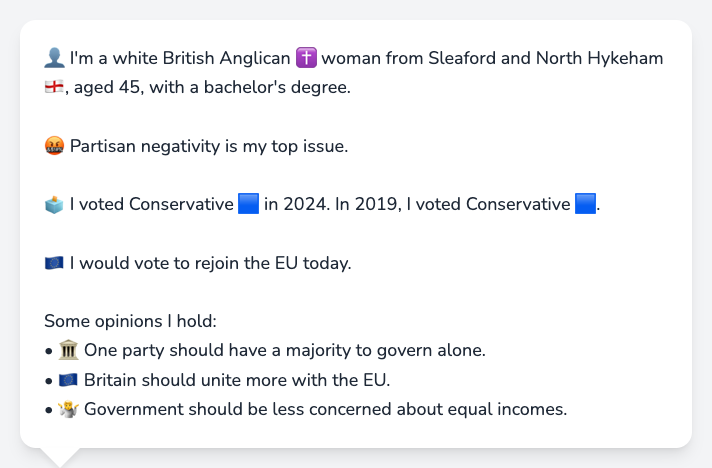 👤 I'm a white British Anglican ✝️ woman from Sleaford and North Hykeham
🏴󠁧󠁢󠁥󠁮󠁧󠁿, aged 45, with a bachelor's degree.
🤬 Partisan negativity is my top issue.
🗳️ I voted Conservative 🟦 in 2024. In 2019, I voted Conservative 🟦.
🇪🇺 I would vote to rejoin the EU today.
Some opinions I hold:
• 🏛️ One party should have a majority to govern alone.
• 🇪🇺 Britain should unite more with the EU.
• 🤷 Government should be less concerned about equal incomes.